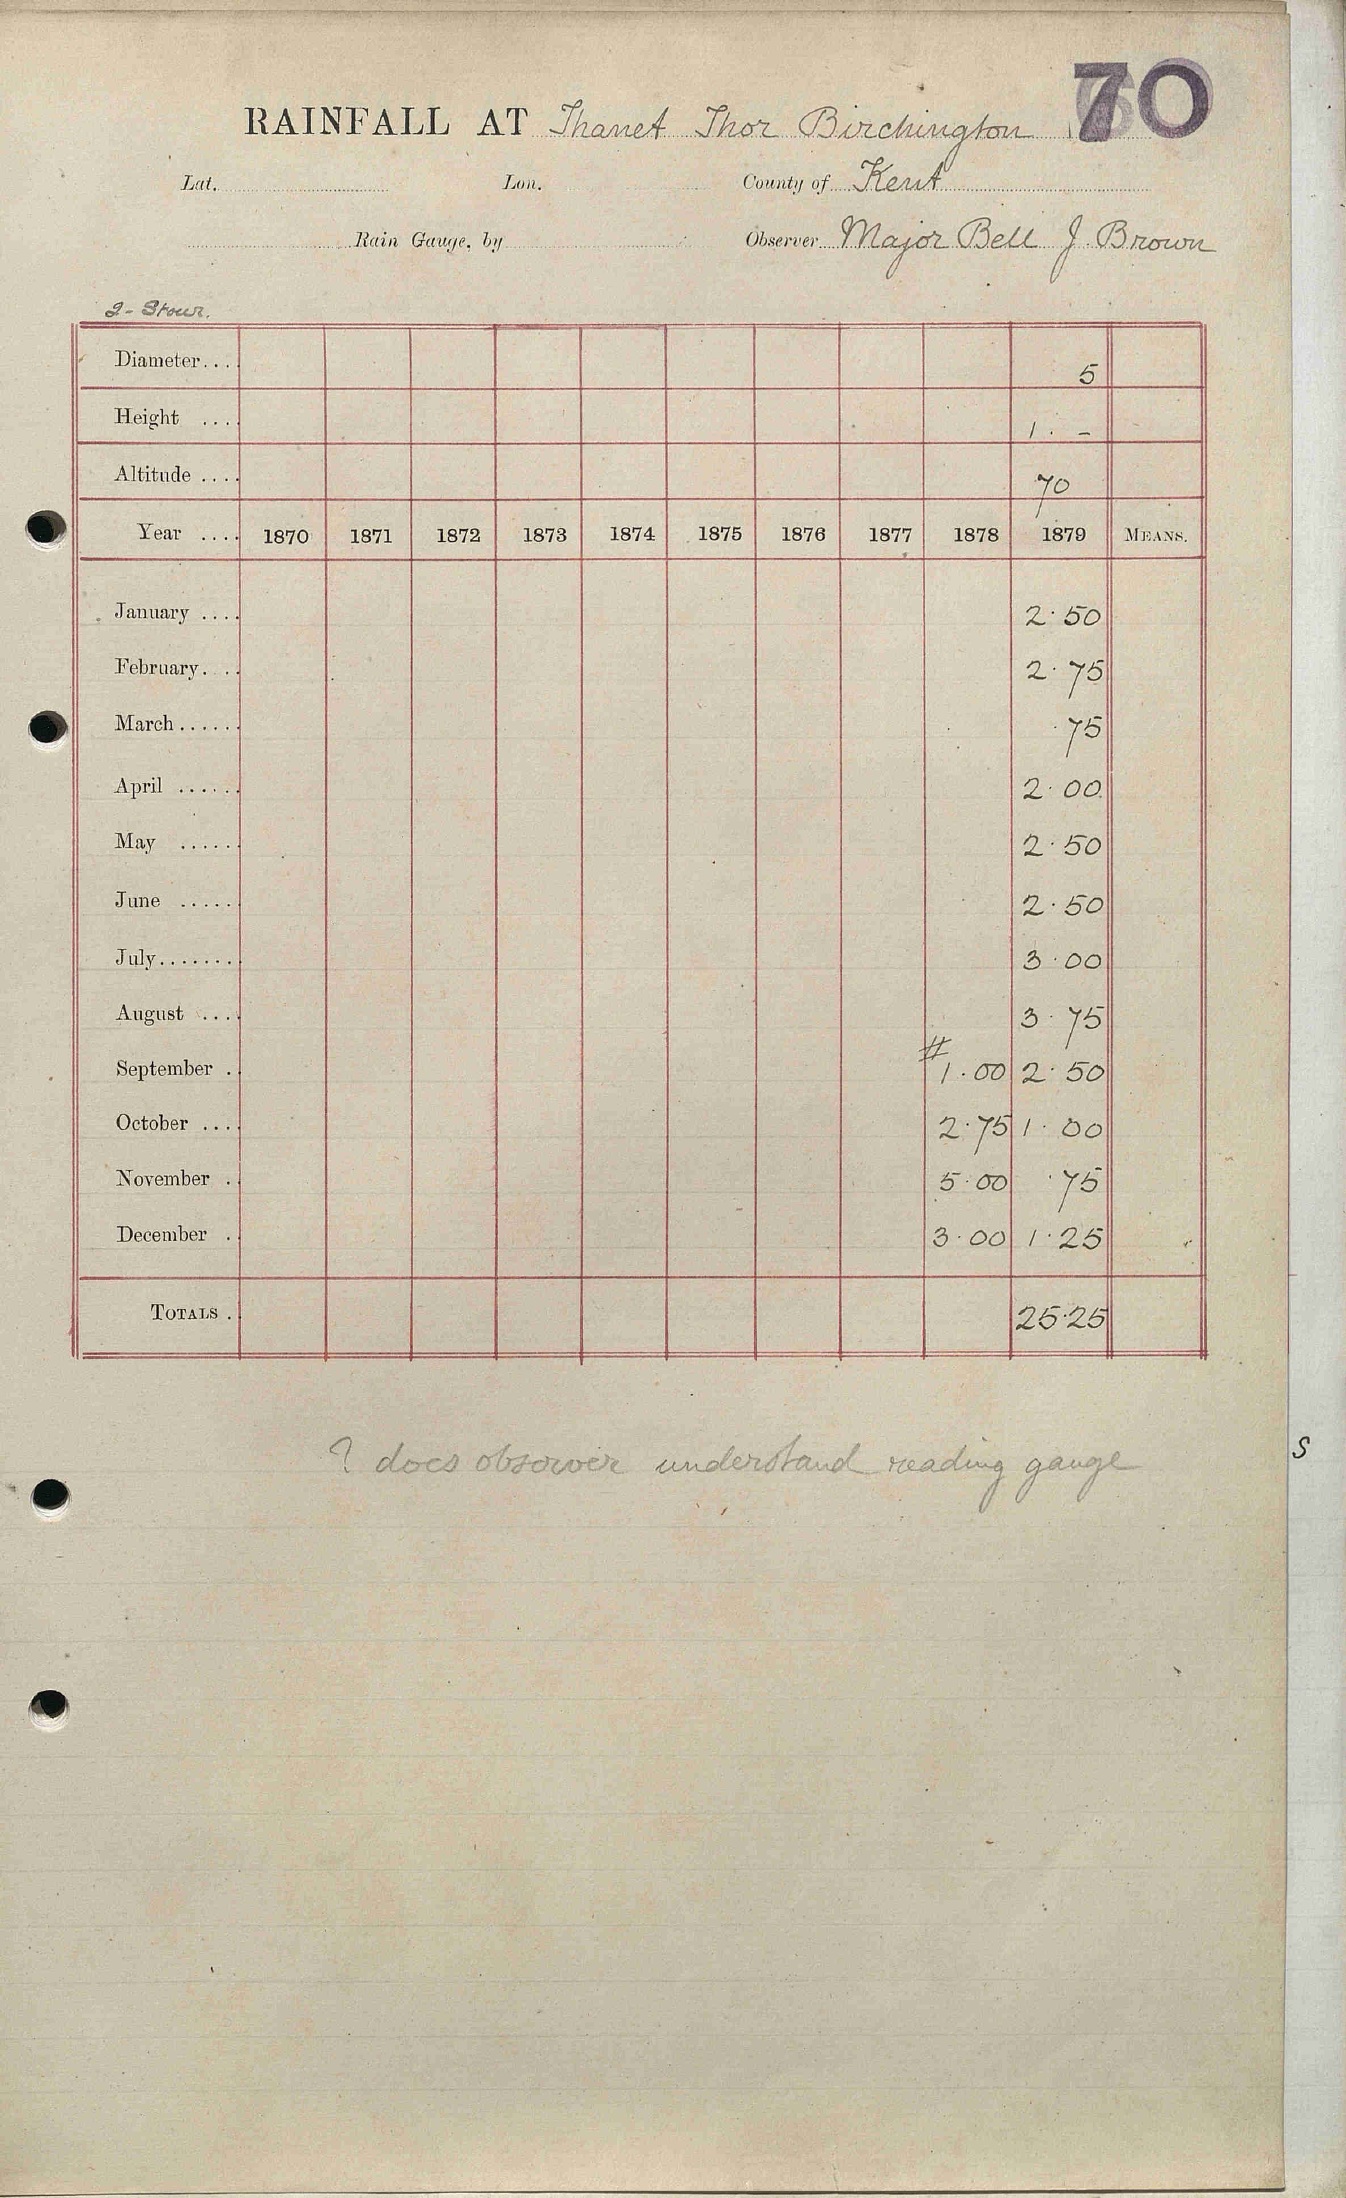 70
RAINFALL AT Thanet Thor Birchington
Lat. Lon. County of Kent
Rain Gauge, by Observer Major Bell J. Brown
2 - Stour.
Diameter.... 5
Height .... 1 . -
Altitude .... 70
Year .... 1870 1871 1872 1873 1874 1875 1876 1877 1878 1879 MEANS.
January .... 2.50
February.... 2.75
March...... .75
April ...... 2.00
May ...... 2.50
June ...... 2.50
July........ 3.00
August .... 3.75
#
September . 1.00 2.50
October .... 2.75 1.00
November . 5.00 .75
December . 3.00 1.25
TOTALS . 25.25
? does observer understand reading gauge
S